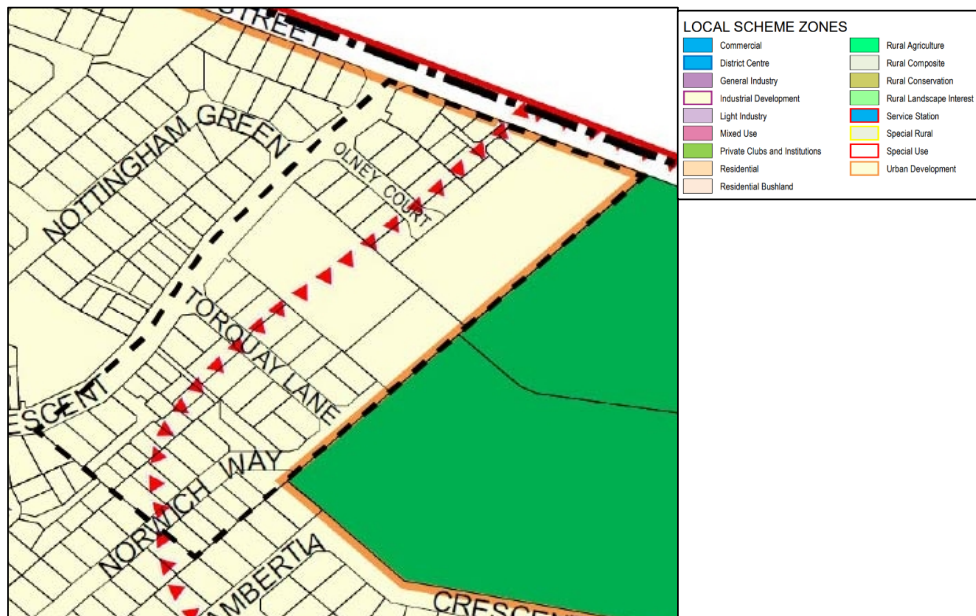 STREET
NOTTINGHAM GREEN
OLNEY COURT
TORQUAY LANE
ESCENT
NORWICH WAY
AMBERTIA
CRESCEN
LOCAL SCHEME ZONES
Commercial
District Centre
General Industry
Industrial Development
Light Industry
Mixed Use
Private Clubs and Institutions
Residential
Residential Bushland
Rural Agriculture
Rural Composite
Rural Conservation
Rural Landscape Interest
Service Station
Special Rural
Special Use
Urban Development